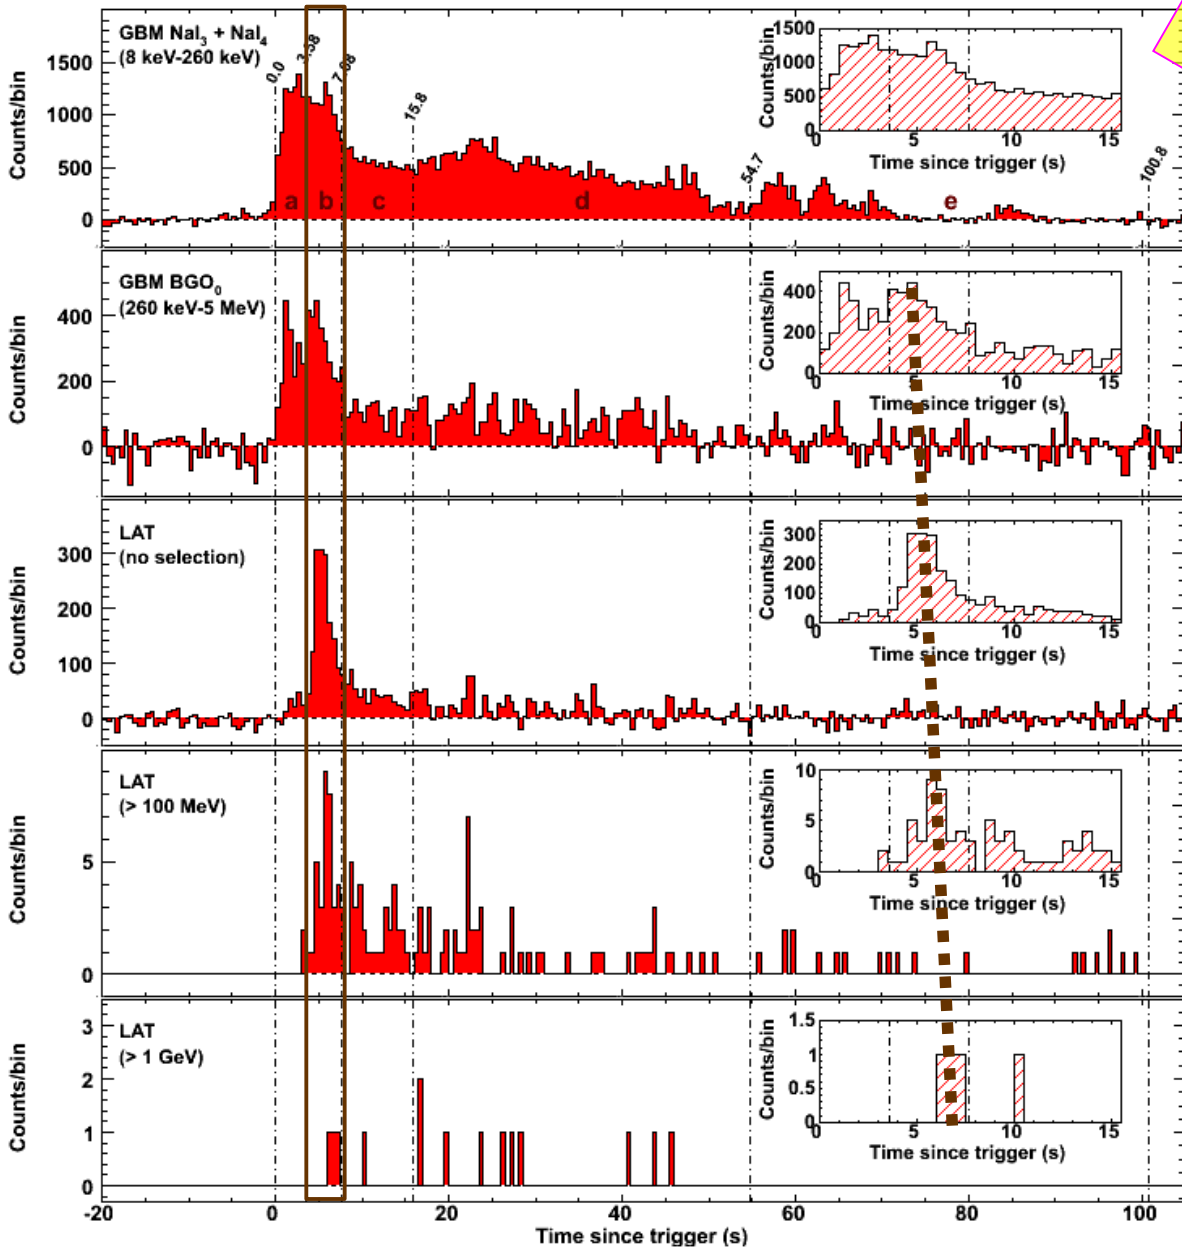 GBM NaI3 + NaI4
(8 keV-260 keV)
Counts/bin
1500
1000
500
0
0.0
3.58
7.68
15.8
54.7
100.8
a
b
c
d
e
Counts/bin
1500
1000
500
0
0
5
10
15
Time since trigger (s)
GBM BGO0
(260 keV-5 MeV)
Counts/bin
400
200
0
Counts/bin
400
200
0
0
5
10
15
Time since trigger (s)
LAT
(no selection)
Counts/bin
300
200
100
0
Counts/bin
300
200
100
0
0
5
10
15
Time since trigger (s)
LAT
(> 100 MeV)
Counts/bin
5
0
Counts/bin
10
5
0
0
5
10
15
Time since trigger (s)
LAT
(> 1 GeV)
Counts/bin
3
2
1
0
Counts/bin
1.5
1
0.5
0
0
5
10
15
Time since trigger (s)
-20
0
20
40
60
80
100
Time since trigger (s)